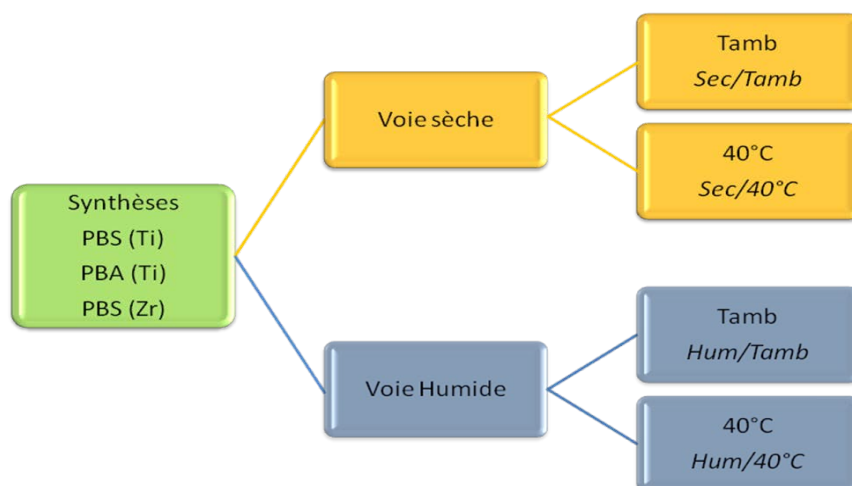 Synthèses
PBS (Ti)
PBA (Ti)
PBS (Zr)
Voie sèche
Tamb
Sec/Tamb
40°C
Sec/40°C
Voie Humide
Tamb
Hum/Tamb
40°C
Hum/40°C